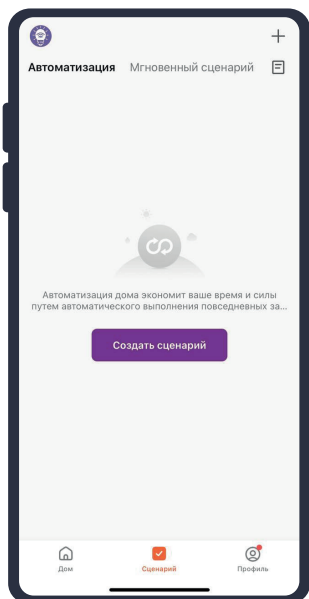 Автоматизация Мгновенный сценарий
Автоматизация дома экономит ваше время и силы
путем автоматического выполнения повседневных за...
Создать сценарий
Дом Сценарий Профиль